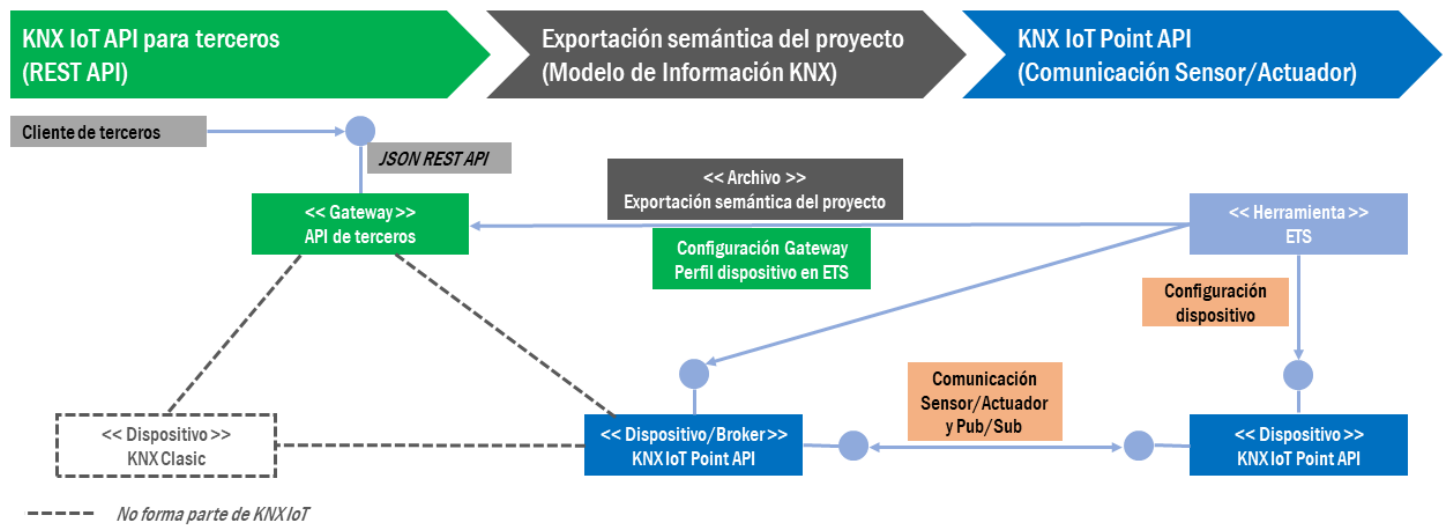 KNX IoT API para terceros
(REST API)
Exportación semántica del proyecto
(Modelo de Información KNX)
KNX IoT Point API
(Comunicación Sensor/Actuador)
Cliente de terceros
JSON REST API
<< Gateway >>
API de terceros
<< Archivo >>
Exportación semántica del proyecto
Configuración Gateway
Perfil dispositivo en ETS
<< Herramienta >>
ETS
Configuración
dispositivo
Comunicación
Sensor/Actuador
y Pub/Sub
<< Dispositivo >>
KNX Clasic
<< Dispositivo/Broker >>
KNX IoT Point API
<< Dispositivo >>
KNX IoT Point API
No forma parte de KNX IoT